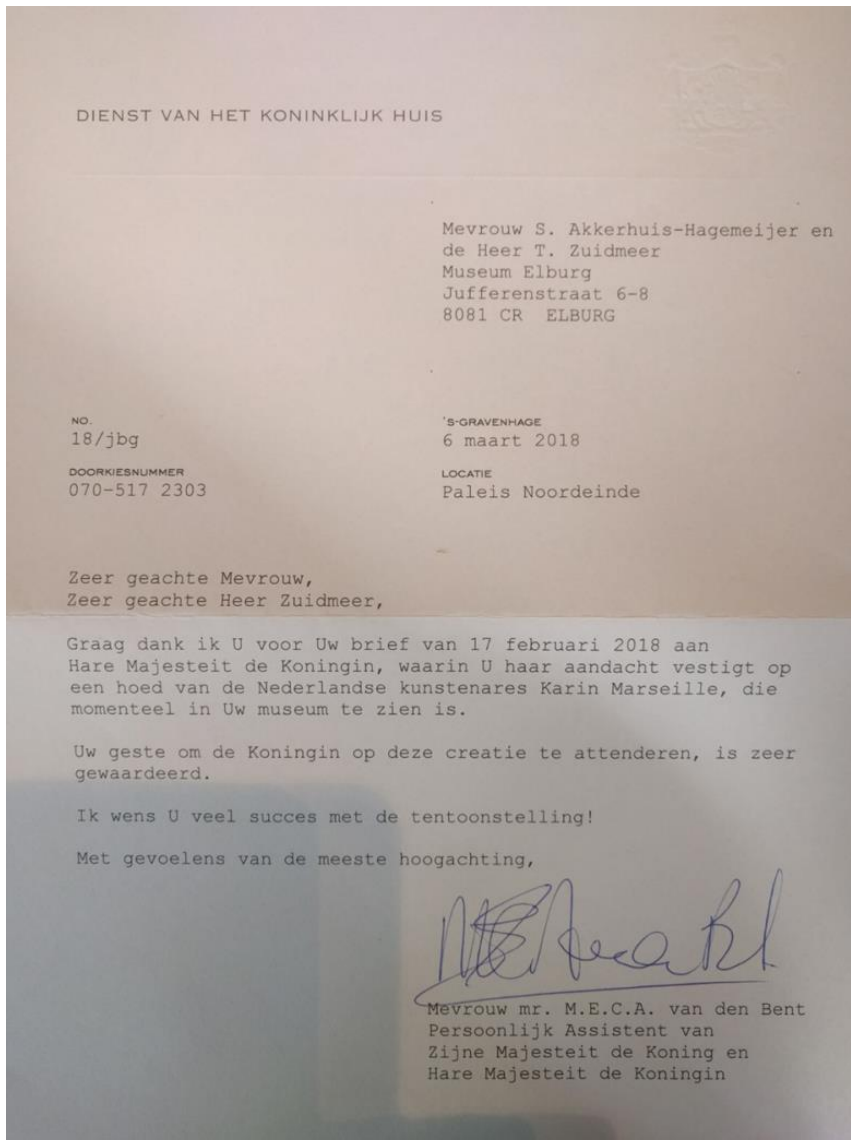 DIENST VAN HET KONINKLIJK HUIS
Mevrouw S. Akkerhuis-Hagemeijer en
de Heer T. Zuidmeer
Museum Elburg
Jufferenstraat 6-8
8081 CR ELBURG
NO.
18/jbg
'S-GRAVENHAGE
6 maart 2018
DOORKIESNUMMER
070-517 2303
LOCATIE
Paleis Noordeinde
Zeer geachte Mevrouw,
Zeer geachte Heer Zuidmeer,
Graag dank ik U voor Uw brief van 17 februari 2018 aan
Hare Majesteit de Koningin, waarin U haar aandacht vestigt op
een hoed van de Nederlandse kunstenares Karin Marseille, die
momenteel in Uw museum te zien is.
Uw geste om de Koningin op deze creatie te attenderen, is zeer
gewaardeerd.
Ik wens U veel succes met de tentoonstelling!
Met gevoelens van de meeste hoogachting,
Mevrouw mr. M.E.C.A. van den Bent
Persoonlijk Assistent van
Zijne Majesteit de Koning en
Hare Majesteit de Koningin